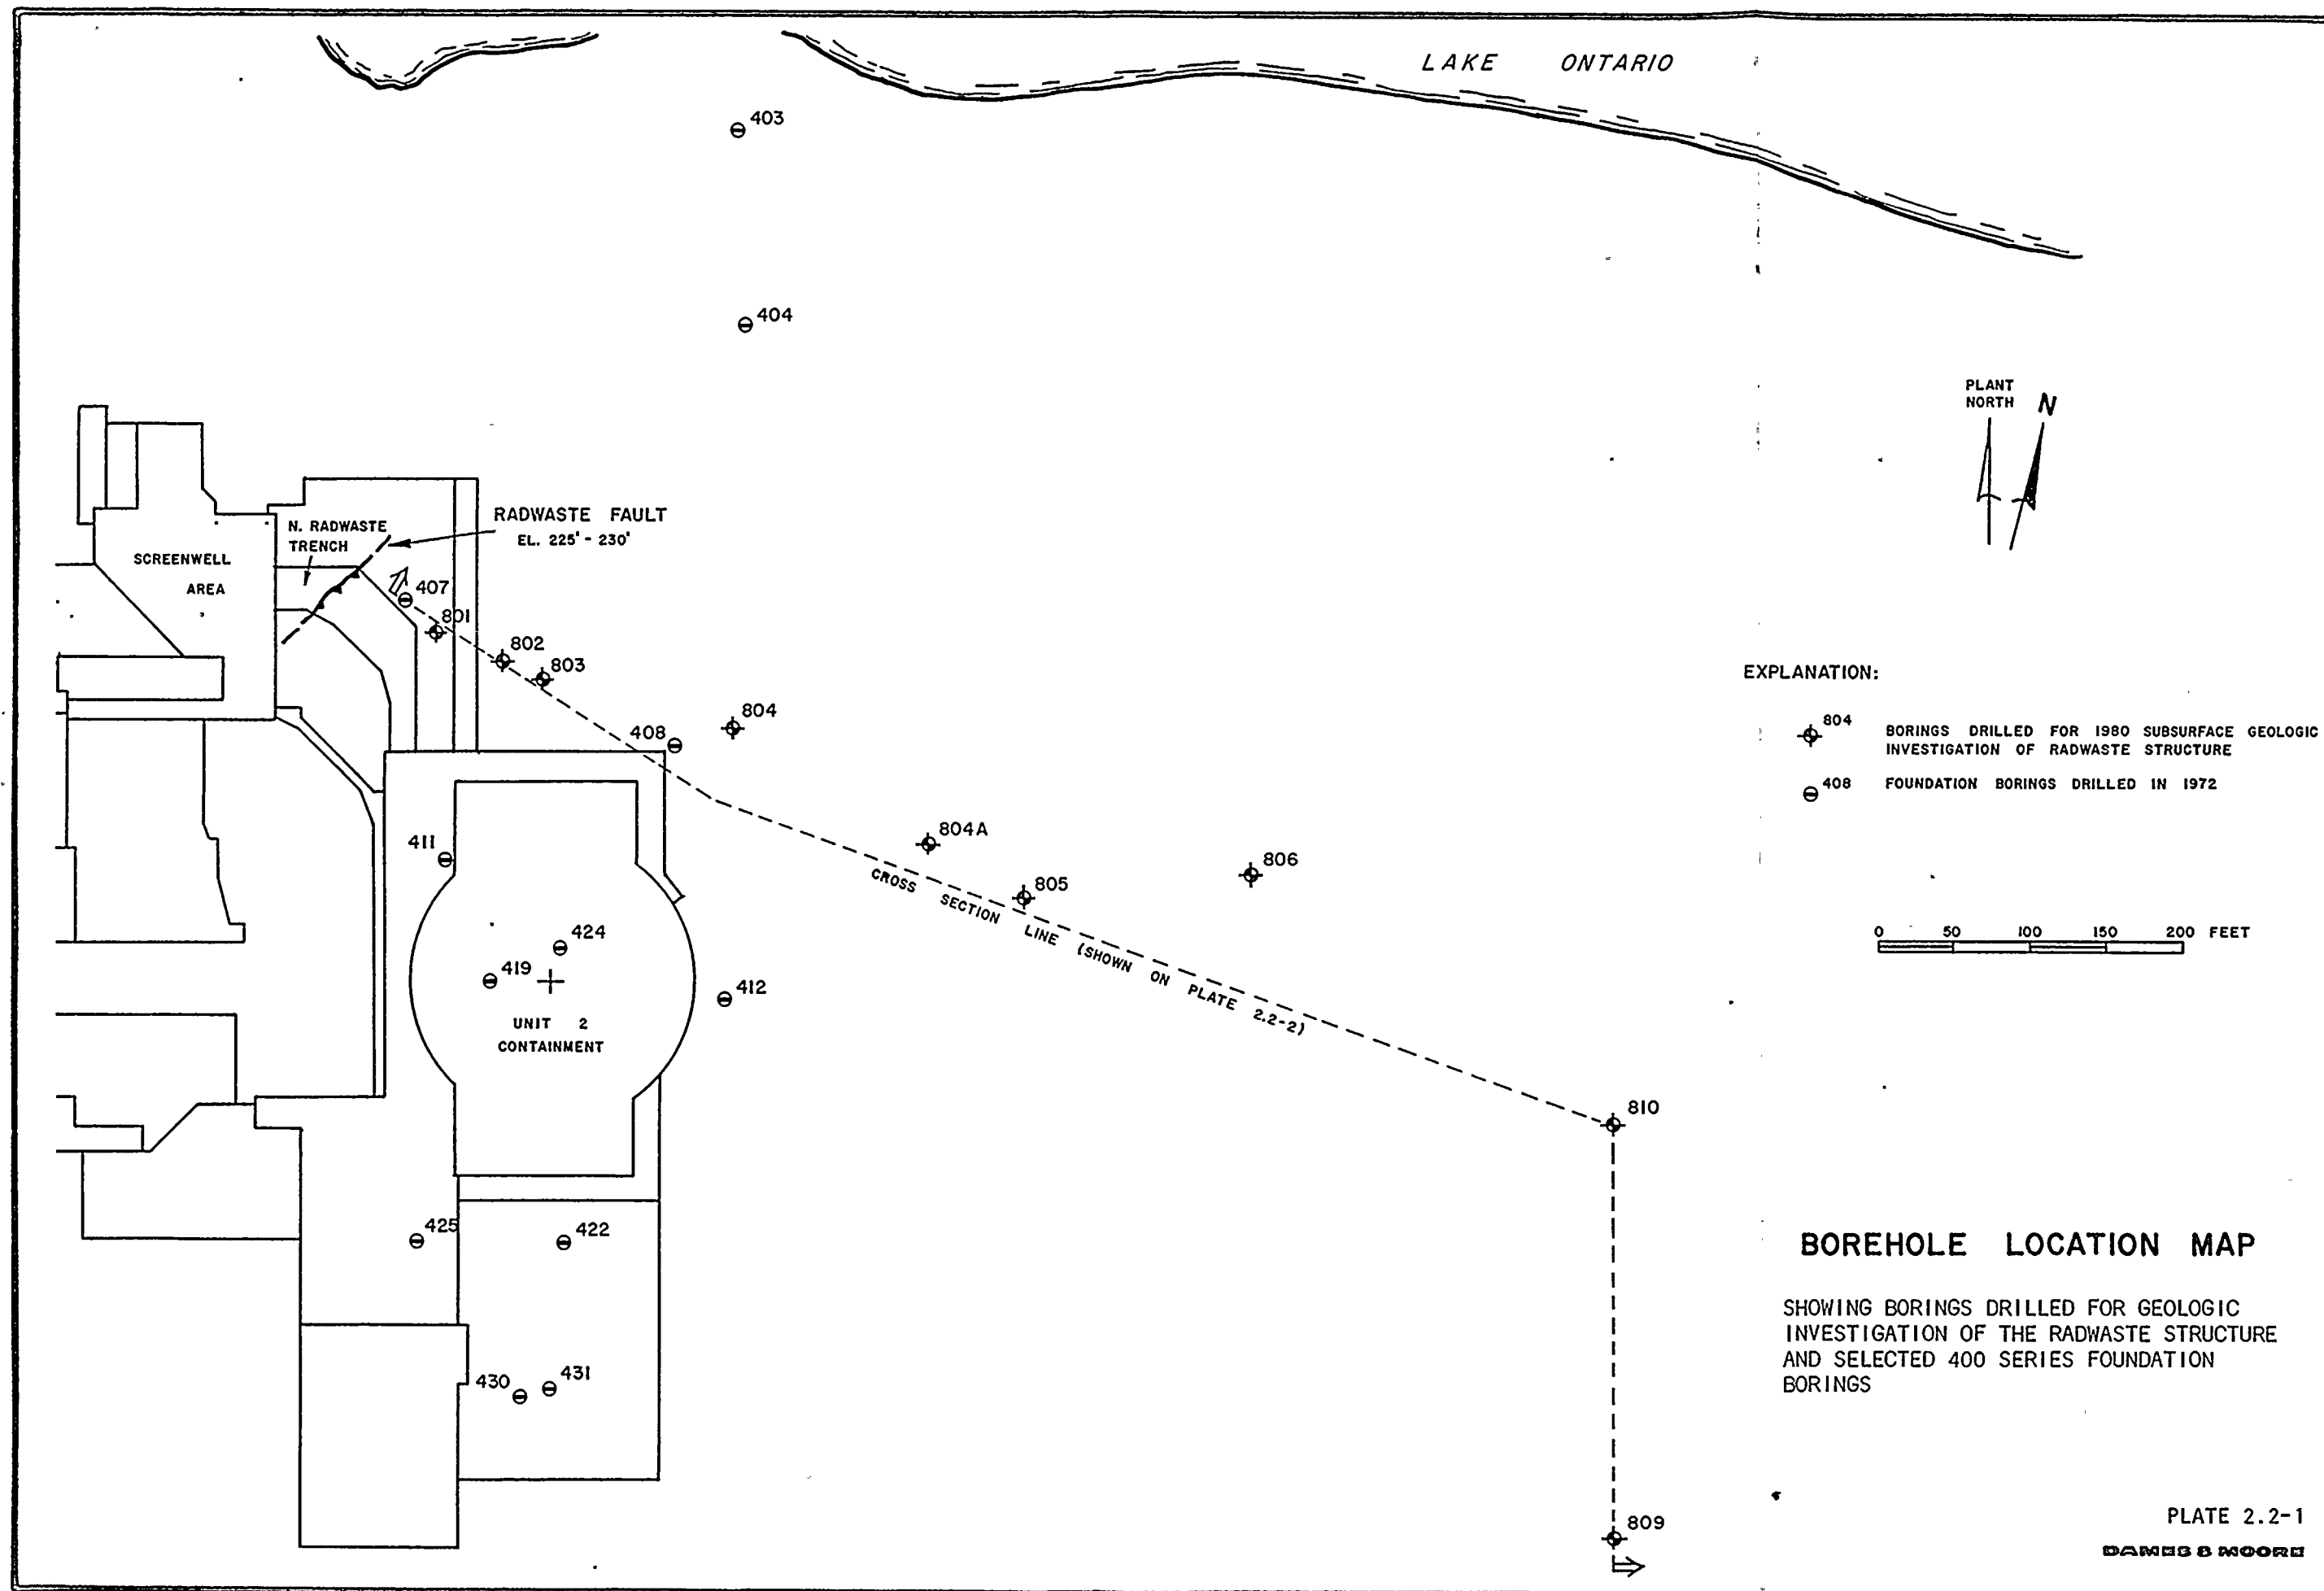 LAKE ONTARIO
403
404
PLANT
NORTH
N
RADWASTE FAULT
EL. 225' - 230'
N. RADWASTE
TRENCH
SCREENWELL
AREA
407
801
802
803
804
408
EXPLANATION:
804
BORINGS DRILLED FOR 1980 SUBSURFACE GEOLOGIC
INVESTIGATION OF RADWASTE STRUCTURE
408
FOUNDATION BORINGS DRILLED IN 1972
411
804A
805
806
CROSS SECTION LINE (SHOWN ON PLATE 2.2-2)
0 50 100 150 200 FEET
424
419
412
UNIT 2
CONTAINMENT
810
425
422
430
431
809
BOREHOLE LOCATION MAP
SHOWING BORINGS DRILLED FOR GEOLOGIC
INVESTIGATION OF THE RADWASTE STRUCTURE
AND SELECTED 400 SERIES FOUNDATION
BORINGS
PLATE 2.2-1
DAMES & MOORE